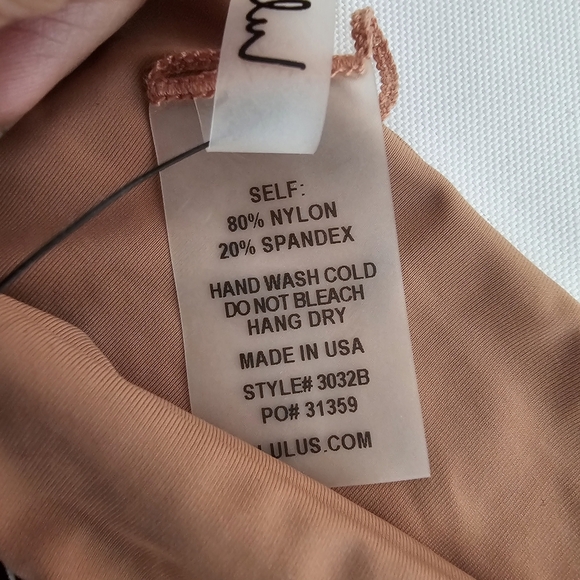 SELF:
80% NYLON
20% SPANDEX
HAND WASH COLD
DO NOT BLEACH
HANG DRY
MADE IN USA
STYLE# 3032B
PO# 31359
LULUS.COM